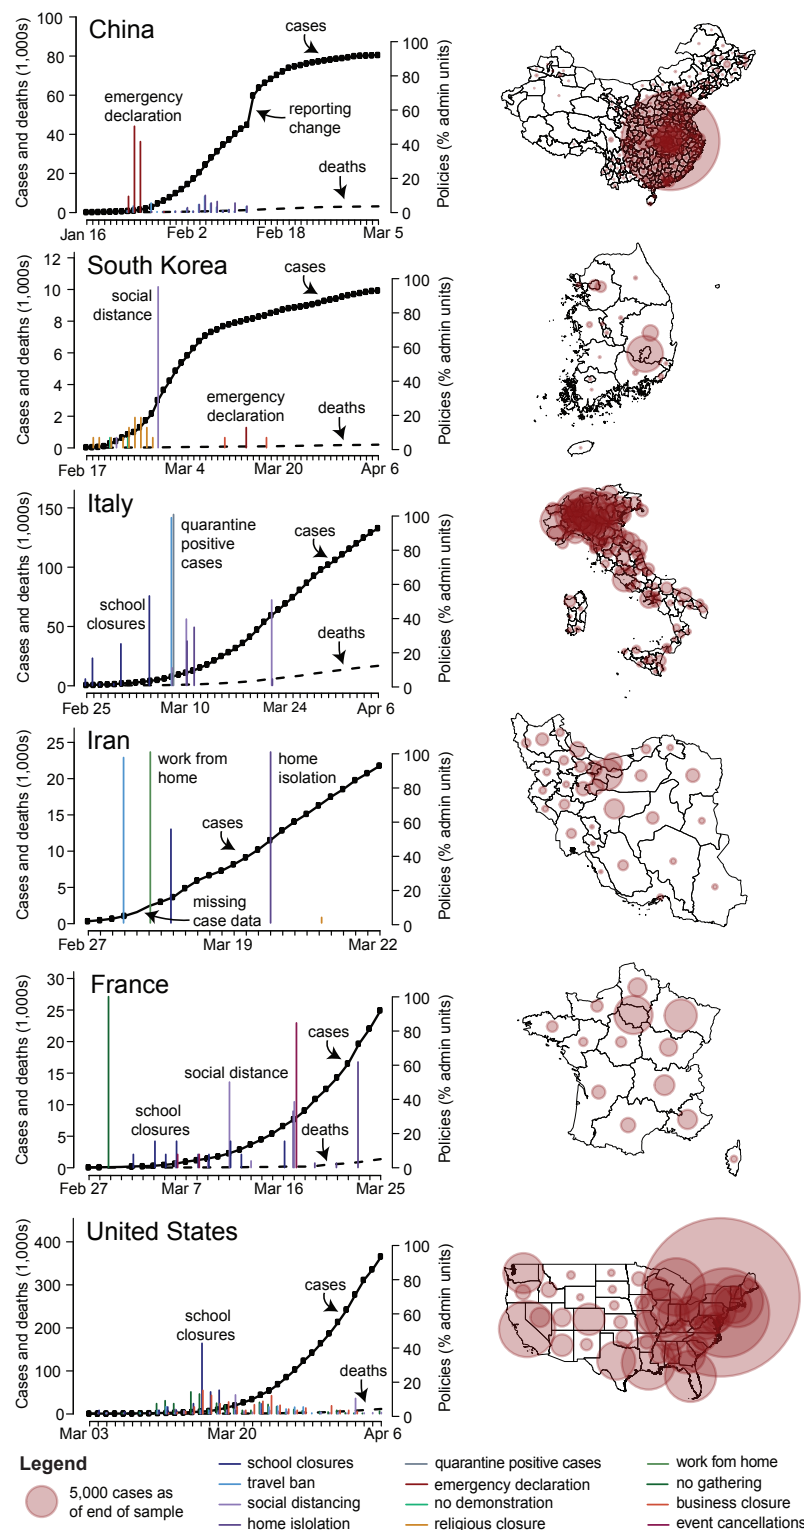 China
Cases and deaths (1,000s)
100
80
60
40
20
0
cases
emergency
declaration
reporting
change
deaths
100
80
60
40
20
0
Policies (% admin units)
Jan 16
Feb 2
Feb 18
Mar 5
South Korea
Cases and deaths (1,000s)
12
10
8
6
4
2
0
cases
social
distance
emergency
declaration
deaths
100
80
60
40
20
0
Policies (% admin units)
Feb 17
Mar 4
Mar 20
Apr 6
Italy
Cases and deaths (1,000s)
150
100
50
0
quarantine
positive
cases
cases
school
closures
deaths
100
80
60
40
20
0
Policies (% admin units)
Feb 25
Mar 10
Mar 24
Apr 6
Iran
Cases and deaths (1,000s)
25
20
15
10
5
0
work from
home
home
isolation
cases
missing
case data
100
80
60
40
20
0
Policies (% admin units)
Feb 27
Mar 19
Mar 22
France
Cases and deaths (1,000s)
30
25
20
15
10
5
0
cases
social distance
school
closures
deaths
100
80
60
40
20
0
Policies (% admin units)
Feb 27
Mar 7
Mar 16
Mar 25
United States
Cases and deaths (1,000s)
400
300
200
100
0
cases
school
closures
deaths
100
80
60
40
20
0
Policies (% admin units)
Mar 03
Mar 20
Apr 6
Legend
5,000 cases as
of end of sample
school closures
travel ban
social distancing
home islolation
quarantine positive cases
emergency declaration
no demonstration
religious closure
work fom home
no gathering
business closure
event cancellations